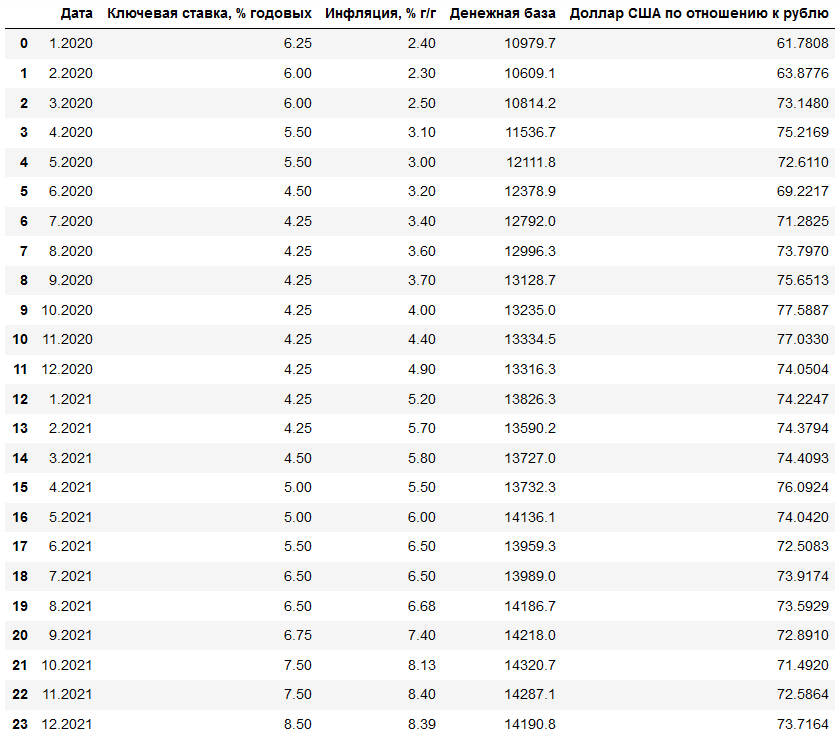 Дата Ключевая ставка, % годовых Инфляция, % г/г Денежная база Доллар США по отношению к рублю
0 1.2020 6.25 2.40 10979.7 61.7808
1 2.2020 6.00 2.30 10609.1 63.8776
2 3.2020 6.00 2.50 10814.2 73.1480
3 4.2020 5.50 3.10 11536.7 75.2169
4 5.2020 5.50 3.00 12111.8 72.6110
5 6.2020 4.50 3.20 12378.9 69.2217
6 7.2020 4.25 3.40 12792.0 71.2825
7 8.2020 4.25 3.60 12996.3 73.7970
8 9.2020 4.25 3.70 13128.7 75.6513
9 10.2020 4.25 4.00 13235.0 77.5887
10 11.2020 4.25 4.40 13334.5 77.0330
11 12.2020 4.25 4.90 13316.3 74.0504
12 1.2021 4.25 5.20 13826.3 74.2247
13 2.2021 4.25 5.70 13590.2 74.3794
14 3.2021 4.50 5.80 13727.0 74.4093
15 4.2021 5.00 5.50 13732.3 76.0924
16 5.2021 5.00 6.00 14136.1 74.0420
17 6.2021 5.50 6.50 13959.3 72.5083
18 7.2021 6.50 6.50 13989.0 73.9174
19 8.2021 6.50 6.68 14186.7 73.5929
20 9.2021 6.75 7.40 14218.0 72.8910
21 10.2021 7.50 8.13 14320.7 71.4920
22 11.2021 7.50 8.40 14287.1 72.5864
23 12.2021 8.50 8.39 14190.8 73.7164